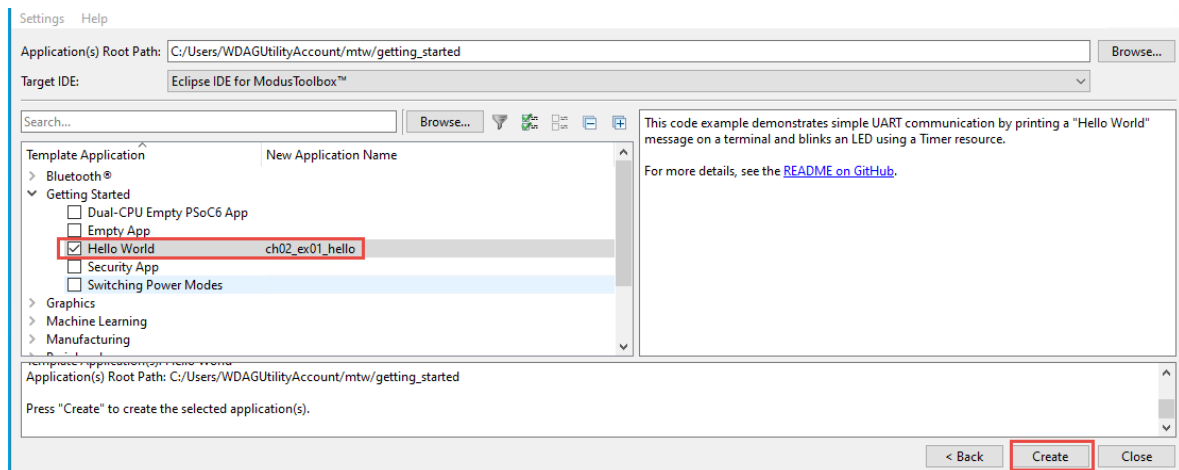 Settings Help
Application(s) Root Path: C:/Users/WDAGUtilityAccount/mtw/getting_started Browse...
Target IDE: Eclipse IDE for ModusToolbox™
Search... Browse...
Template Application New Application Name
Bluetooth®
Getting Started
Dual-CPU Empty PSoC6 App
Empty App
Hello World ch02_ex01_hello
Security App
Switching Power Modes
Graphics
Machine Learning
Manufacturing
This code example demonstrates simple UART communication by printing a "Hello World"
message on a terminal and blinks an LED using a Timer resource.
For more details, see the README on GitHub.
Template Application(s): Hello World
Application(s) Root Path: C:/Users/WDAGUtilityAccount/mtw/getting_started
Press "Create" to create the selected application(s).
< Back Create Close